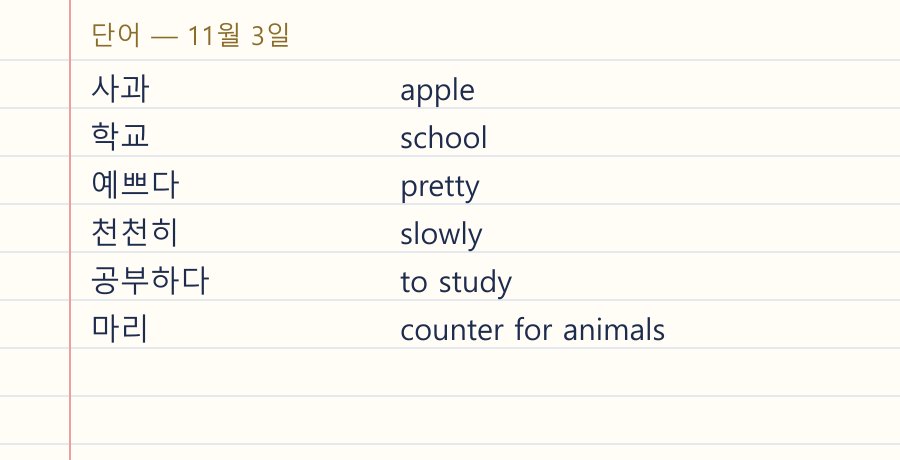 단어 — 11월 3일
사과 apple
학교 school
예쁘다 pretty
천천히 slowly
공부하다 to study
마리 counter for animals